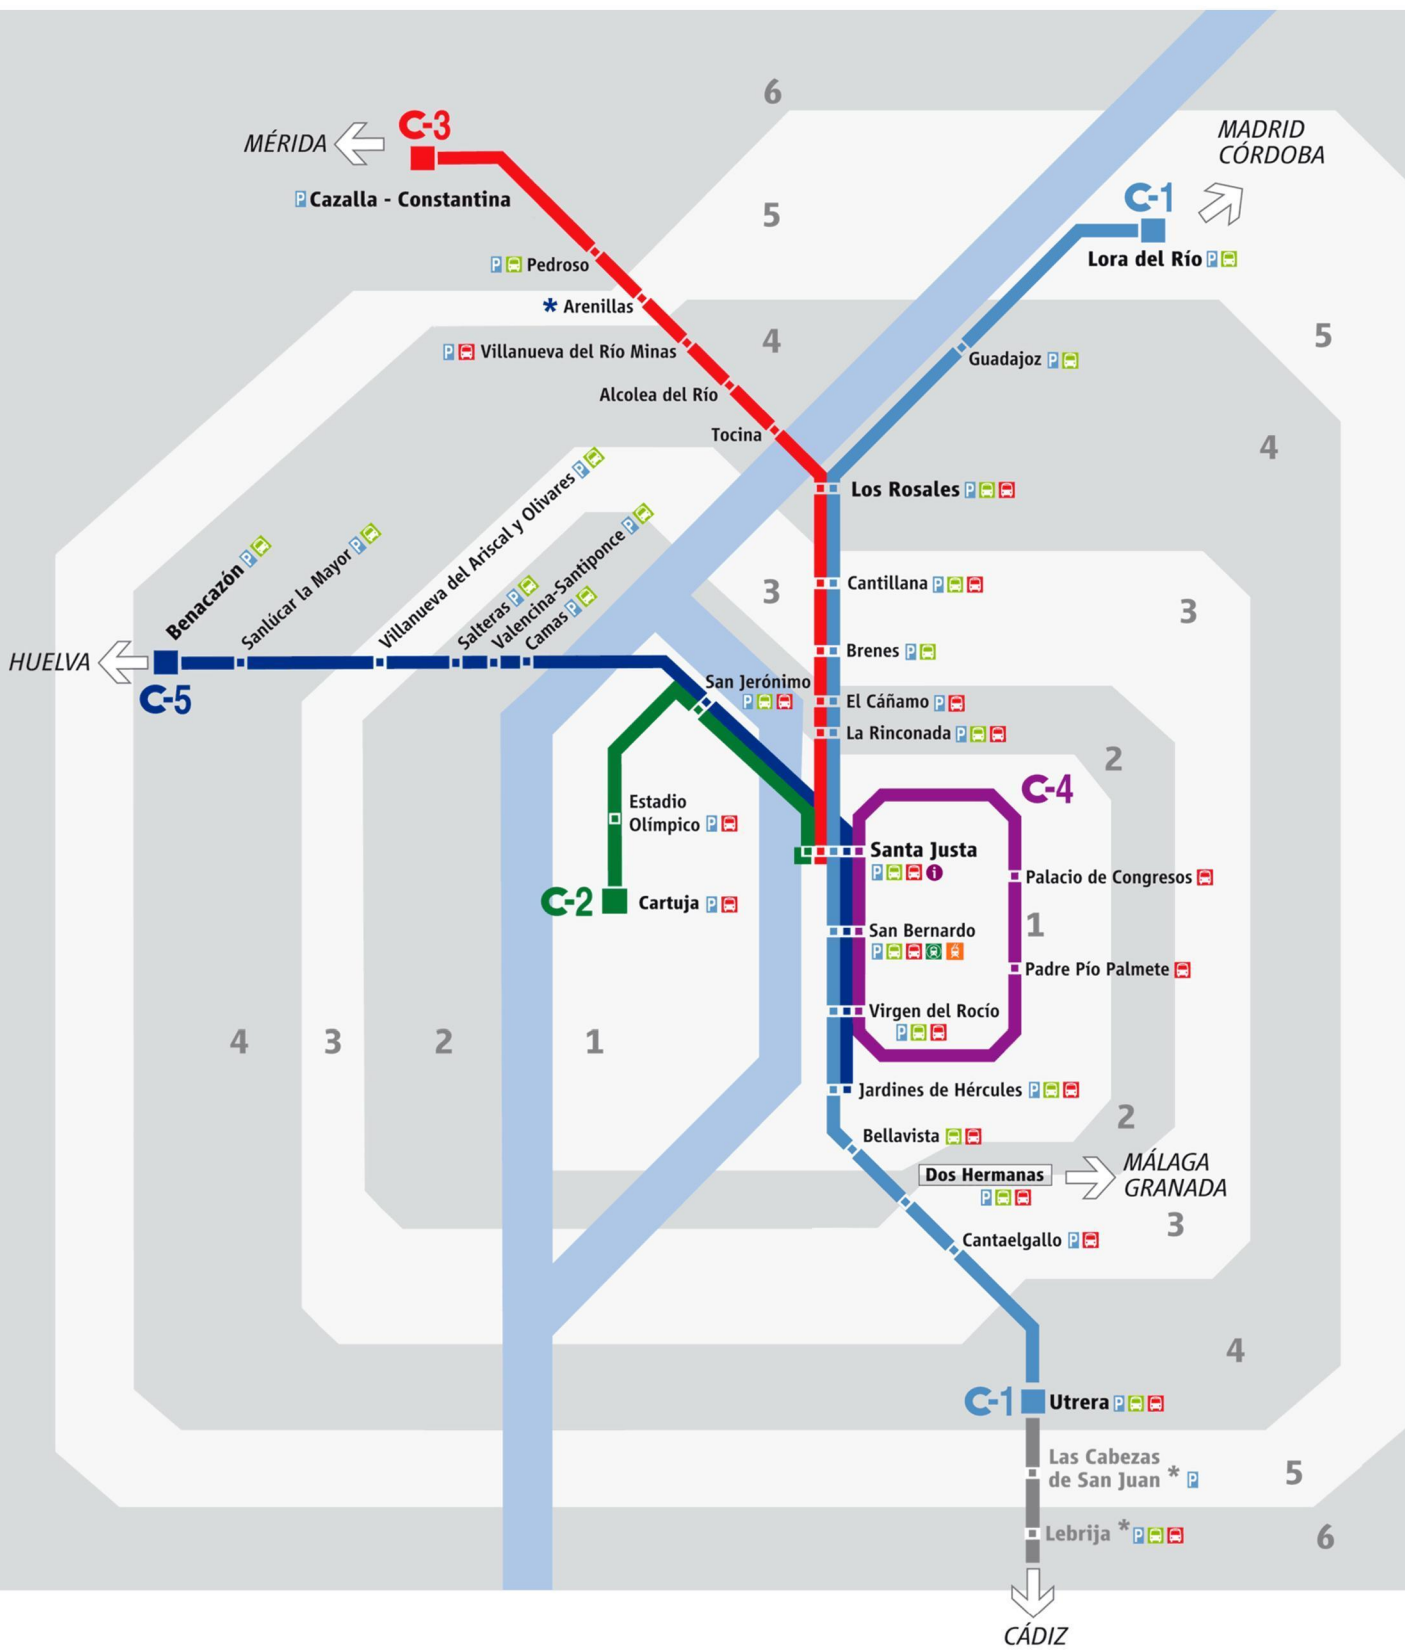 6
C-3
MÉRIDA
MADRID
CÓRDOBA
C-1
P Cazalla - Constantina
5
Lora del Río P
P Pedroso
* Arenillas
4
5
P Villanueva del Río Minas
Guadajoz P
Alcolea del Río
Tocina
4
Los Rosales P
Villanueva del Ariscal y Olivares P
Valencina-Santiponce P
Benacazón P
Sanlúcar la Mayor P
Salteras P
Camas P
3
Cantillana P
3
HUELVA
C-5
Brenes P
San Jerónimo
P
El Cáñamo P
La Rinconada P
2
C-4
Estadio
Olímpico P
Santa Justa
P i
Palacio de Congresos
C-2
Cartuja P
San Bernardo
P
1
Padre Pío Palmete
Virgen del Rocío
P
4
3
2
1
Jardines de Hércules P
2
Bellavista
Dos Hermanas
P
MÁLAGA
GRANADA
3
Cantaelgallo P
4
C-1
Utrera P
Las Cabezas
de San Juan * P
5
Lebrija * P
6
CÁDIZ